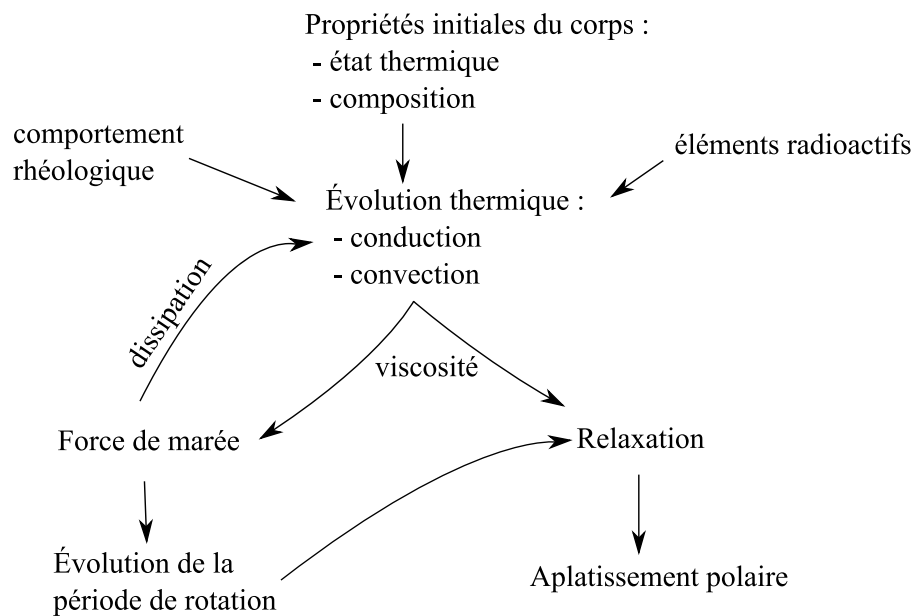 Propriétés initiales du corps :
- état thermique
- composition
comportement
rhéologique
éléments radioactifs
Évolution thermique :
- conduction
- convection
dissipation
viscosité
Force de marée
Relaxation
Évolution de la
période de rotation
Aplatissement polaire